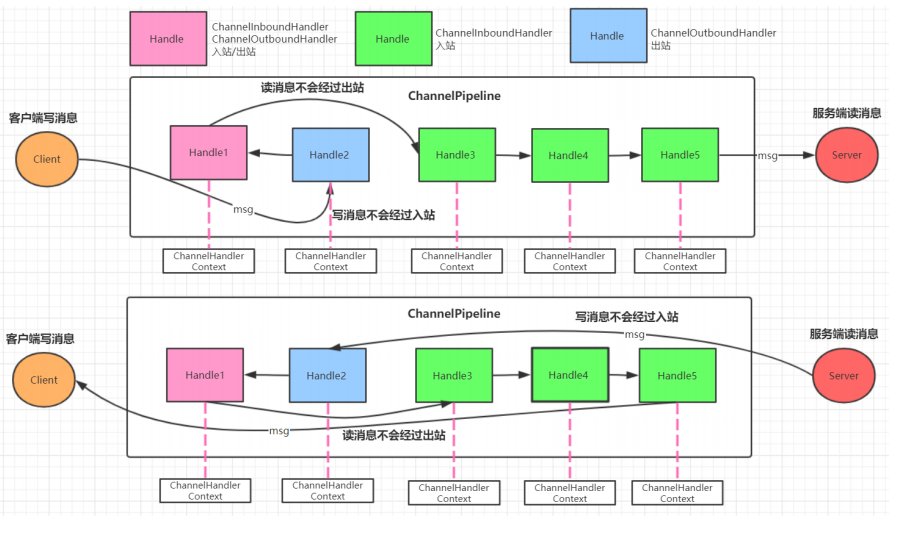 Handle
ChannelInboundHandler
ChannelOutboundHandler
入站/出站
Handle
ChannelInboundHandler
入站
Handle
ChannelOutboundHandler
出站
读消息不会经过出站
ChannelPipeline
客户端写消息
服务端读消息
Client
Handle1
Handle2
Handle3
Handle4
Handle5
msg
Server
msg
写消息不会经过入站
ChannelHandler
Context
ChannelHandler
Context
ChannelHandler
Context
ChannelHandler
Context
ChannelHandler
Context
ChannelPipeline
写消息不会经过入站
msg
客户端写消息
服务端读消息
Client
Handle1
Handle2
Handle3
Handle4
Handle5
Server
msg
读消息不会经过出站
ChannelHandler
Context
ChannelHandler
Context
ChannelHandler
Context
ChannelHandler
Context
ChannelHandler
Context